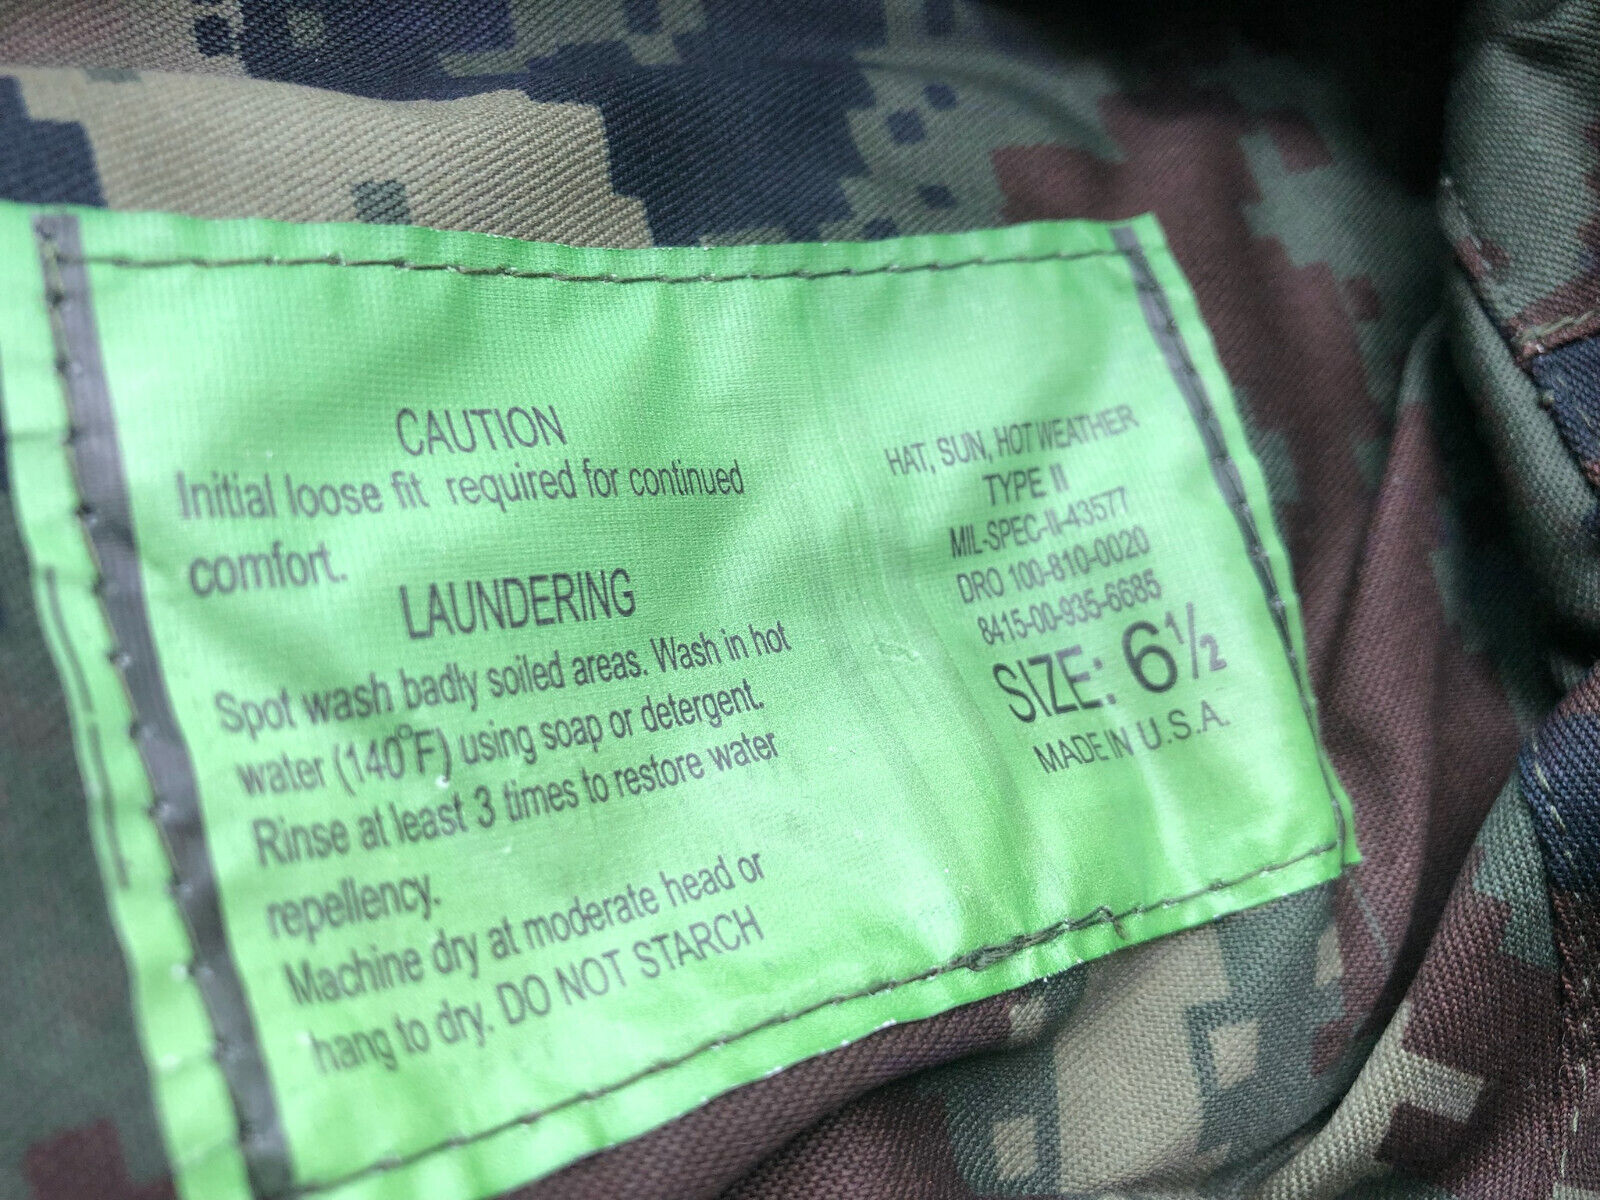 CAUTION
Initial loose fit required for continued
comfort.
LAUNDERING
Spot wash badly soiled areas. Wash in hot
water (140°F) using soap or detergent.
Rinse at least 3 times to restore water
repellency.
Machine dry at moderate head or
hang to dry. DO NOT STARCH
HAT, SUN, HOT WEATHER
TYPE II
MIL-SPEC-II-43577
DRO 100-810-0020
8415-00-935-6685
SIZE: 6½
MADE IN U.S.A.